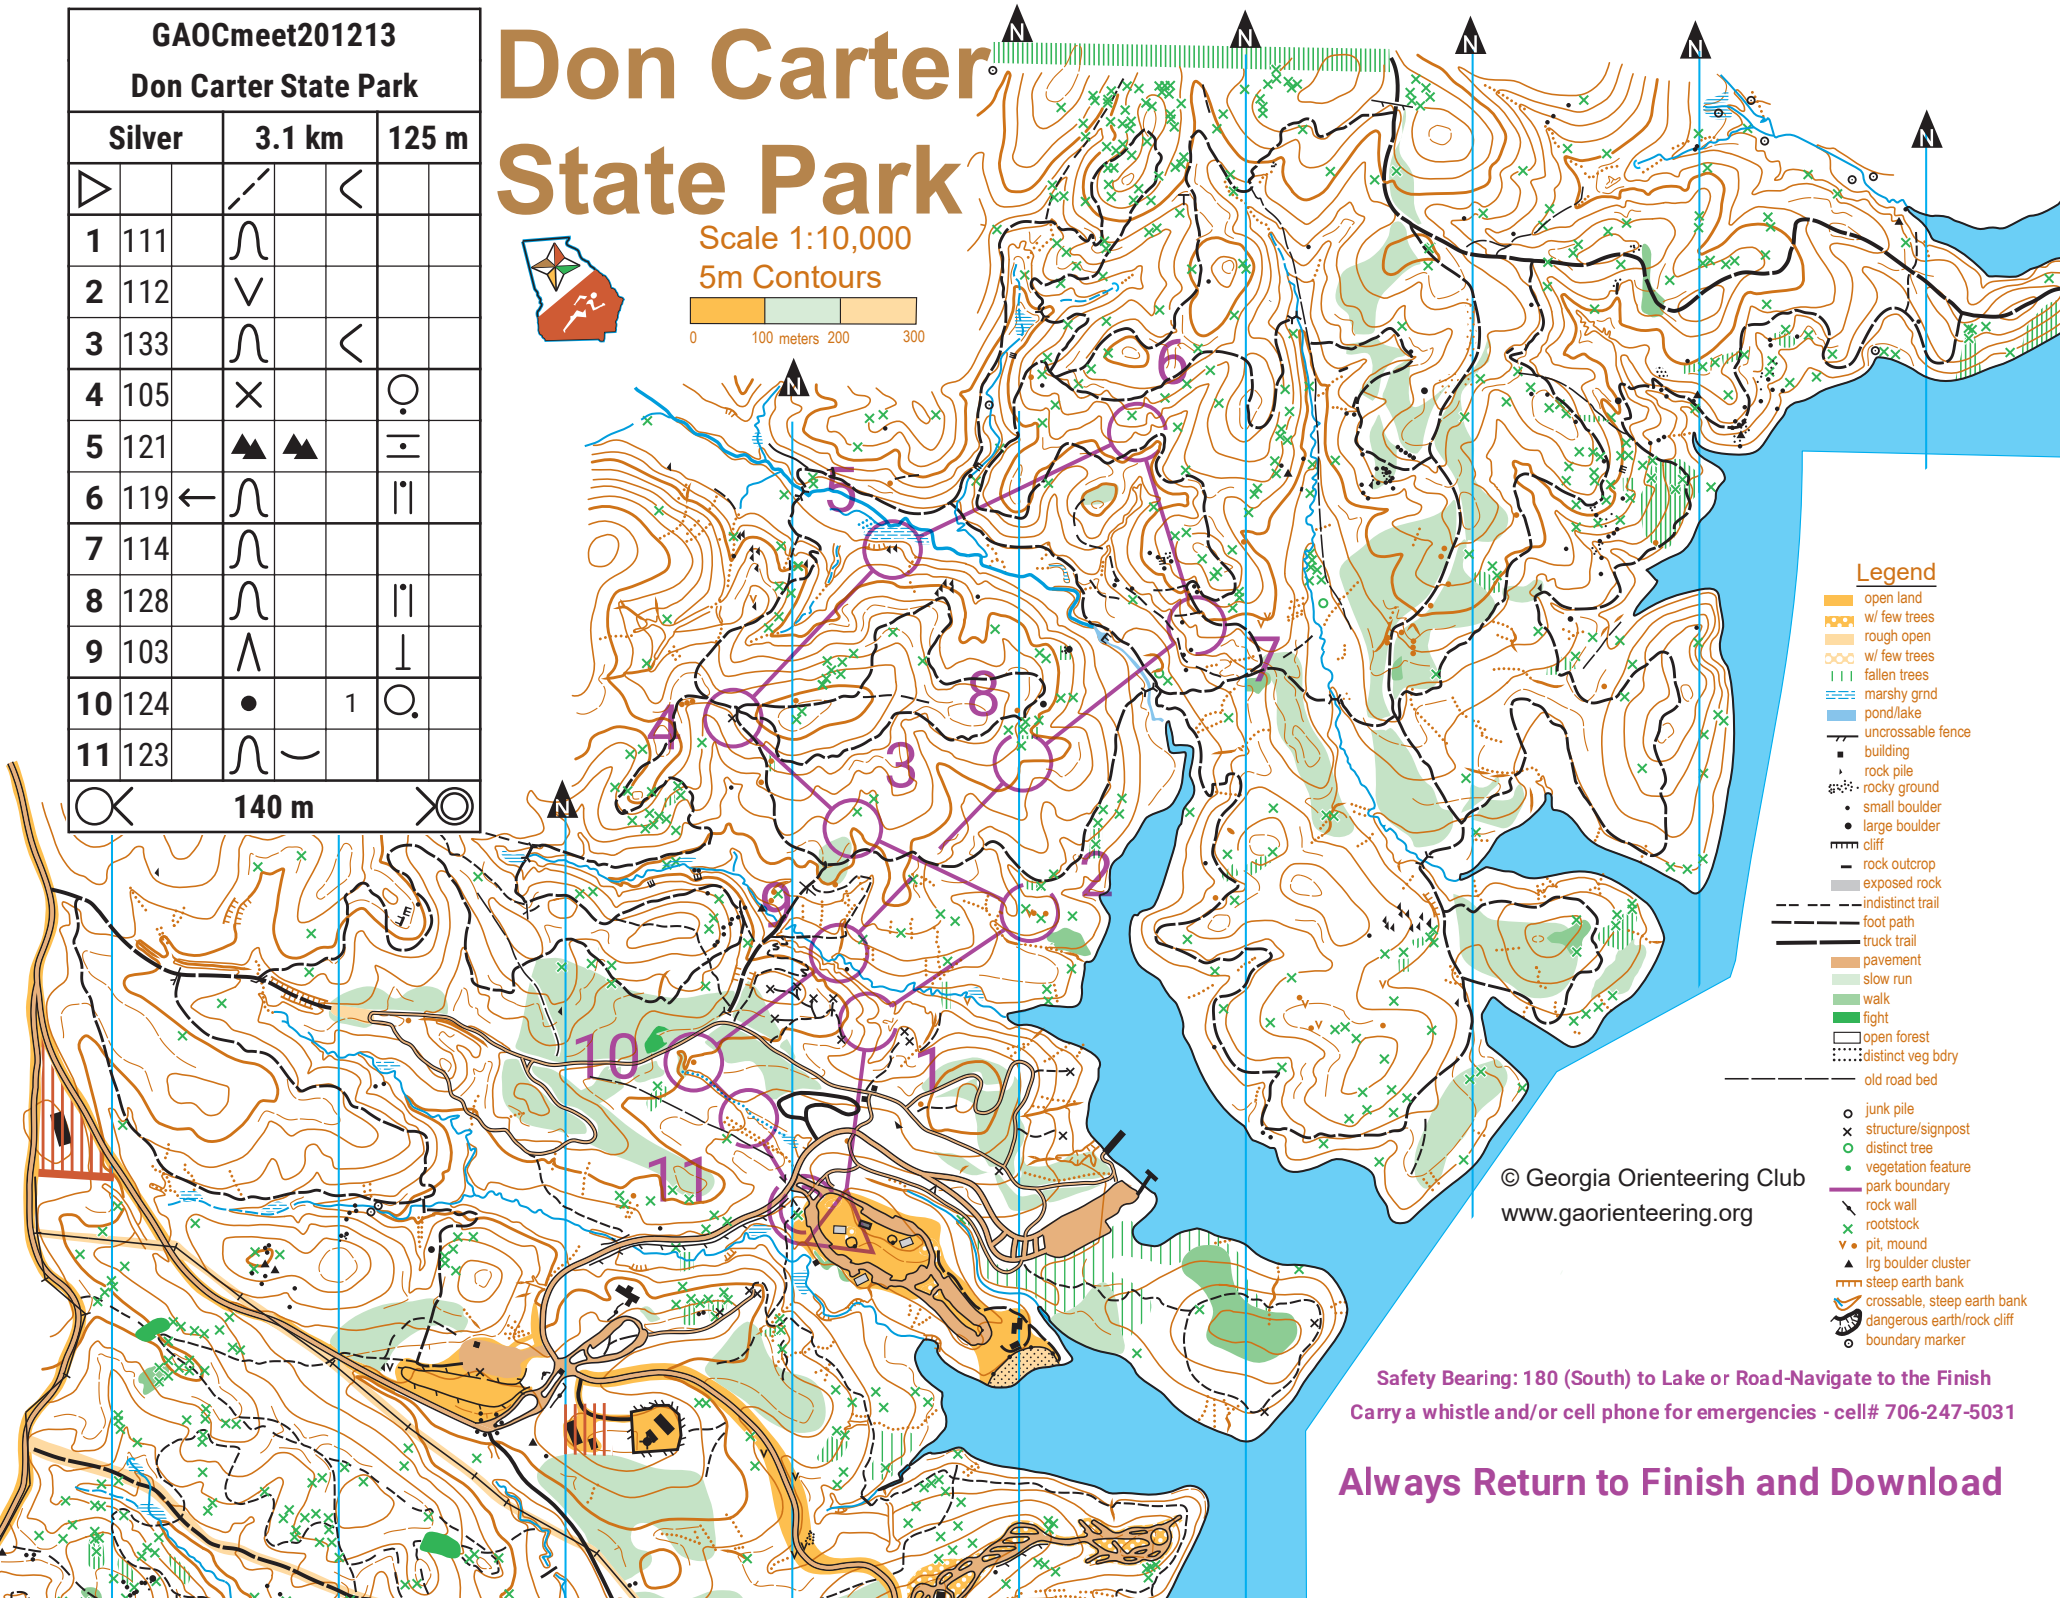 GAOCmeet201213
Don Carter State Park
Silver 3.1 km 125 m
1 111
2 112
3 133
4 105
5 121
6 119
7 114
8 128
9 103
10 124 1
11 123
140 m
Don Carter
State Park
Scale 1:10,000
5m Contours
0 100 meters 200 300
N
N
N
N
N
N
N
6
5
7
8
4
3
2
9
10
1
11
Legend
open land
w/ few trees
rough open
w/ few trees
fallen trees
marshy grnd
pond/lake
uncrossable fence
building
rock pile
rocky ground
small boulder
large boulder
cliff
rock outcrop
exposed rock
indistinct trail
foot path
truck trail
pavement
slow run
walk
fight
open forest
distinct veg bdry
old road bed
junk pile
structure/signpost
distinct tree
vegetation feature
park boundary
rock wall
rootstock
pit, mound
lrg boulder cluster
steep earth bank
crossable, steep earth bank
dangerous earth/rock cliff
boundary marker
© Georgia Orienteering Club
www.gaorienteering.org
Safety Bearing: 180 (South) to Lake or Road-Navigate to the Finish
Carry a whistle and/or cell phone for emergencies - cell# 706-247-5031
Always Return to Finish and Download